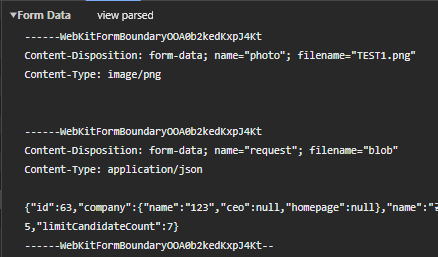 ▼Form Data view parsed
------WebKitFormBoundaryOOA0b2kedKxpJ4Kt
Content-Disposition: form-data; name="photo"; filename="TEST1.png"
Content-Type: image/png
------WebKitFormBoundaryOOA0b2kedKxpJ4Kt
Content-Disposition: form-data; name="request"; filename="blob"
Content-Type: application/json
{"id":63,"company":{"name":"123","ceo":null,"homepage":null},"name":"
5,"limitCandidateCount":7}
------WebKitFormBoundaryOOA0b2kedKxpJ4Kt--